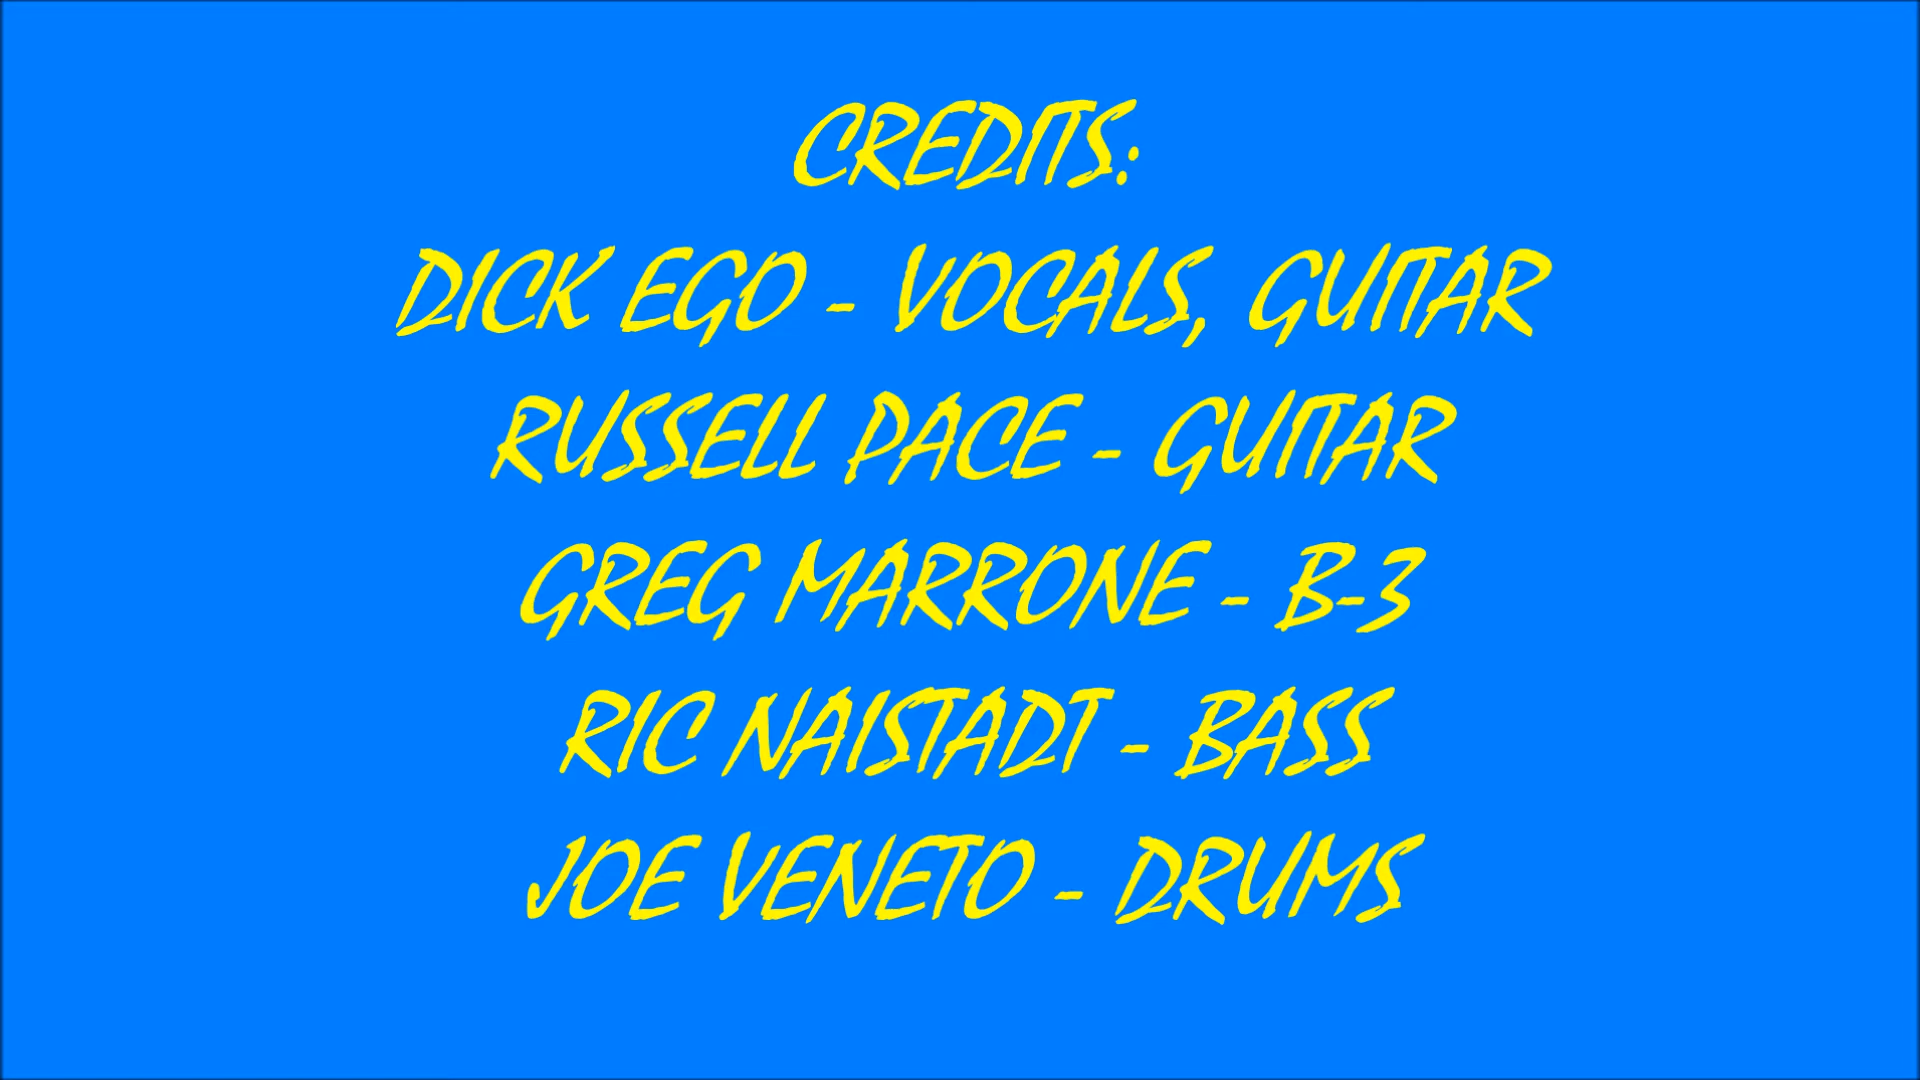 CREDITS:
DICK EGO - VOCALS, GUITAR
RUSSELL PACE - GUITAR
GREG MARRONE - B-3
RIC NAISTADT - BASS
JOE VENETO - DRUMS